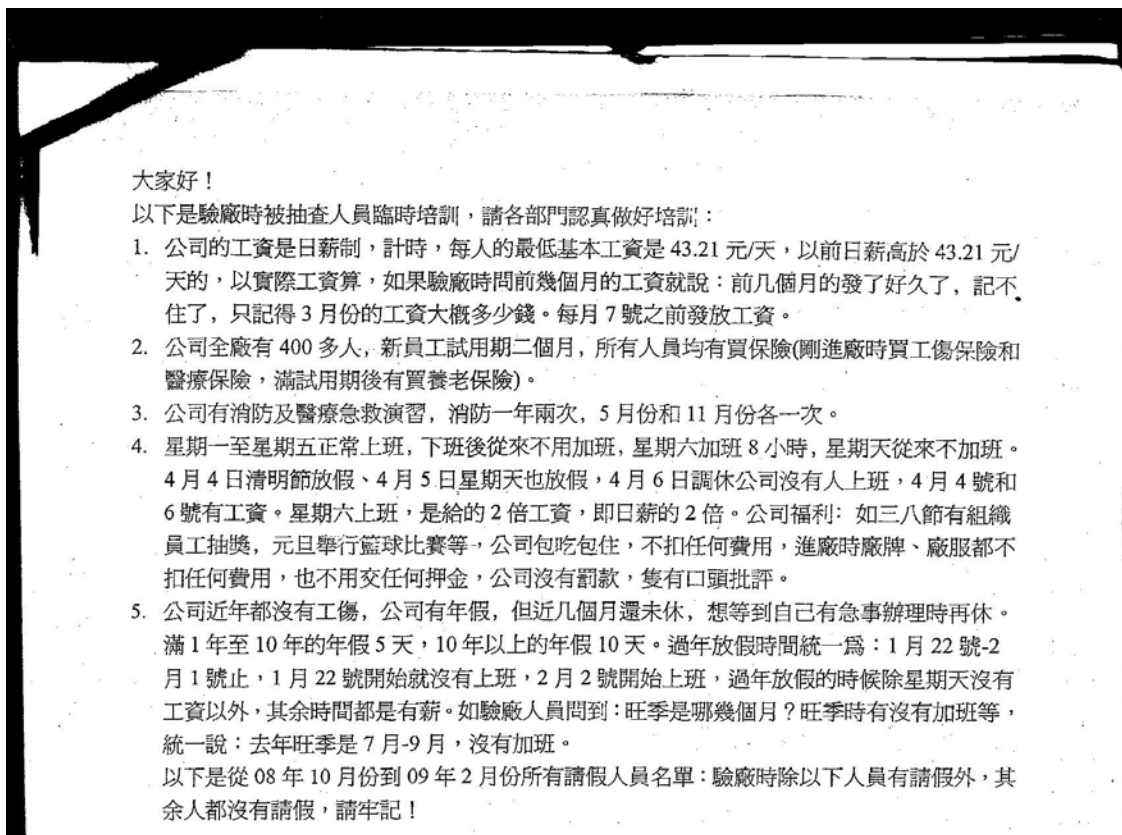 大家好！
以下是驗廠時被抽查人員臨時培訓，請各部門認真做好培訓：
1. 公司的工資是日薪制，計時，每人的最低基本工資是 43.21 元/天，以前日薪高於 43.21 元/
天的，以實際工資算，如果驗廠時問前幾個月的工資就說：前几個月的發了好久了, 記不
住了, 只記得 3 月份的工資大概多少錢。每月 7 號之前發放工資。
2. 公司全廠有 400 多人, 新員工試用期二個月, 所有人員均有買保險(剛進廠時買工傷保險和
醫療保險，滿試用期後有買養老保險)。
3. 公司有消防及醫療急救演習, 消防一年兩次, 5 月份和 11 月份各一次。
4. 星期一至星期五正常上班, 下班後從來不用加班, 星期六加班 8 小時, 星期天從來不加班。
4 月 4 日清明節放假、4 月 5 日星期天也放假，4 月 6 日調休公司沒有人上班，4 月 4 號和
6 號有工資。星期六上班，是給的 2 倍工資，即日薪的 2 倍。公司福利: 如三八節有組織
員工抽獎, 元旦舉行籃球比賽等，公司包吃包住，不扣任何費用，進廠時廠牌、廠服都不
扣任何費用，也不用交任何押金，公司沒有罰款，隻有口頭批評。
5. 公司近年都沒有工傷, 公司有年假, 但近几個月還未休, 想等到自己有急事辦理時再休。
滿 1 年至 10 年的年假 5 天，10 年以上的年假 10 天。過年放假時間統一爲：1 月 22 號-2
月 1 號止，1 月 22 號開始就沒有上班，2 月 2 號開始上班，過年放假的時候除星期天沒有
工資以外，其余時間都是有薪。如驗廠人員問到：旺季是哪幾個月？旺季時有沒有加班等，
統一說：去年旺季是 7 月-9 月，沒有加班。
以下是從 08 年 10 月份到 09 年 2 月份所有請假人員名單：驗廠時除以下人員有請假外，其
余人都沒有請假，請牢記！